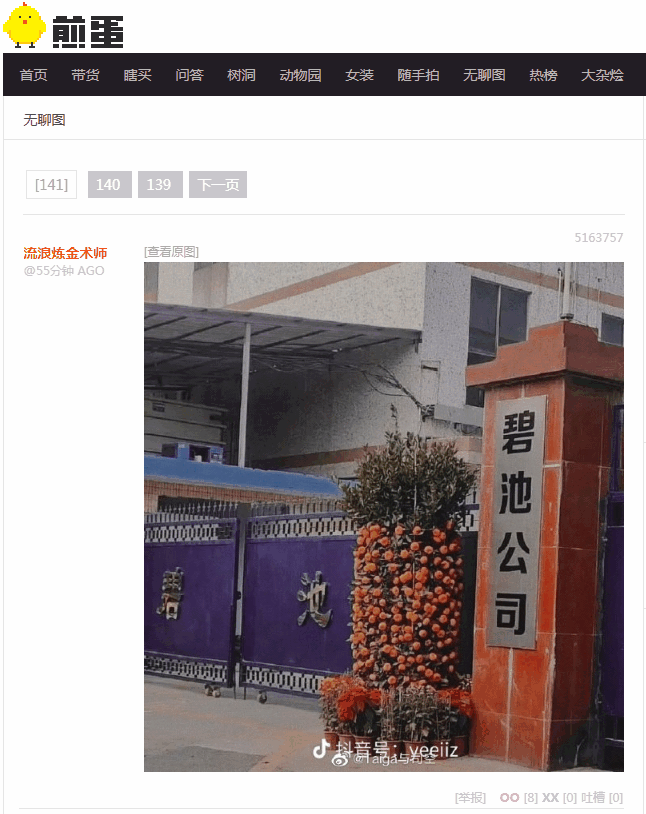 煎蛋
首页 带货 瞎买 问答 树洞 动物园 女装 随手拍 无聊图 热榜 大杂烩
无聊图
[141] 140 139 下一页
5163757
流浪炼金术师
@55分钟 AGO
[查看原图]
碧池公司
碧 池
抖音号：yeeiiz
@Taiga与苟空
[举报] OO [8] XX [0] 吐槽 [0]